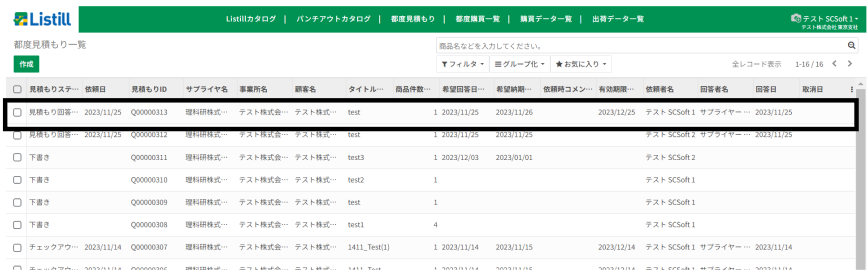 Listill Listillカタログ | パンチアウトカタログ | 都度見積もり | 都度購買一覧 | 購買データ一覧 | 出荷データ一覧 テスト SCSoft 1
テスト株式会社 東京支社
都度見積もり一覧 商品名などを入力してください。
作成 フィルタ グループ化 お気に入り 全レコード表示 1-16 / 16
見積もりステ… 依頼日 見積もりID サプライヤ名 事業所名 顧客名 タイトル… 商品件数… 希望回答日… 希望納期… 依頼時コメン… 有効期限… 依頼者名 回答者名 回答日 取消日
見積もり回答… 2023/11/25 Q00000313 理科研株式… テスト株式会… テスト株式… test 1 2023/11/25 2023/11/26 2023/12/25 テスト SCSoft 1 サプライヤー … 2023/11/25
見積もり回答… 2023/11/25 Q00000312 理科研株式… テスト株式会… テスト株式… test 1 2023/11/25 2023/11/25 テスト SCSoft 2 サプライヤー … 2023/11/25
下書き Q00000311 理科研株式… テスト株式会… テスト株式… test3 1 2023/12/03 2023/01/01 テスト SCSoft 2
下書き Q00000310 理科研株式… テスト株式会… テスト株式… test2 1 テスト SCSoft 1
下書き Q00000309 理科研株式… テスト株式会… テスト株式… test 1 テスト SCSoft 1
下書き Q00000308 理科研株式… テスト株式会… テスト株式… test1 4 テスト SCSoft 1
チェックアウ… 2023/11/14 Q00000307 理科研株式… テスト株式会… テスト株式… 1411_Test(1) 1 2023/11/14 2023/11/15 2023/12/14 テスト SCSoft 1 サプライヤー … 2023/11/14